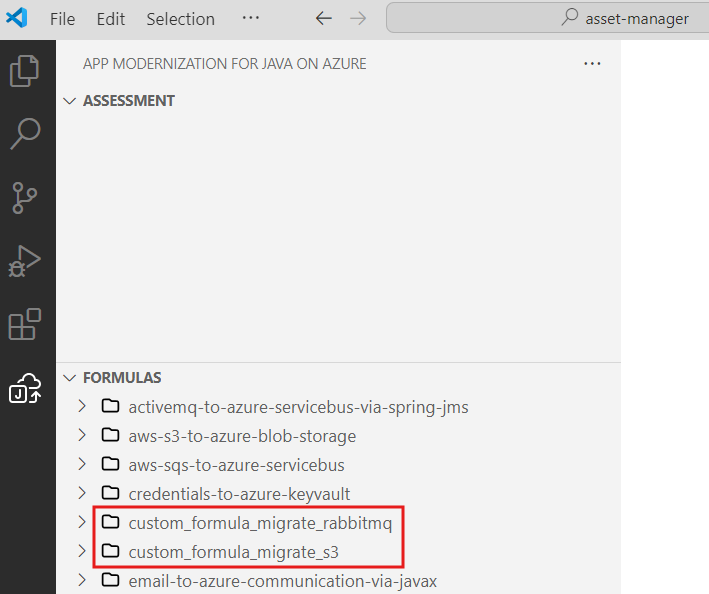 File Edit Selection ··· asset-manager
APP MODERNIZATION FOR JAVA ON AZURE ···
ASSESSMENT
FORMULAS
activemq-to-azure-servicebus-via-spring-jms
aws-s3-to-azure-blob-storage
aws-sqs-to-azure-servicebus
credentials-to-azure-keyvault
custom_formula_migrate_rabbitmq
custom_formula_migrate_s3
email-to-azure-communication-via-javax